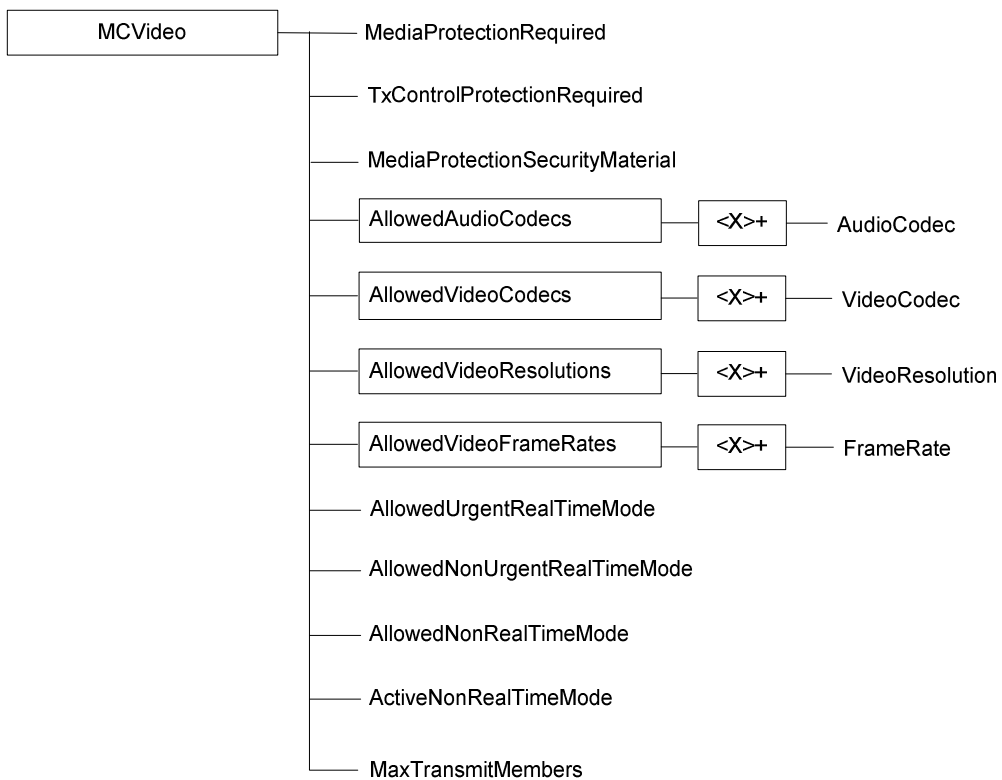 MCVideo
MediaProtectionRequired
TxControlProtectionRequired
MediaProtectionSecurityMaterial
AllowedAudioCodecs <X>+ AudioCodec
AllowedVideoCodecs <X>+ VideoCodec
AllowedVideoResolutions <X>+ VideoResolution
AllowedVideoFrameRates <X>+ FrameRate
AllowedUrgentRealTimeMode
AllowedNonUrgentRealTimeMode
AllowedNonRealTimeMode
ActiveNonRealTimeMode
MaxTransmitMembers